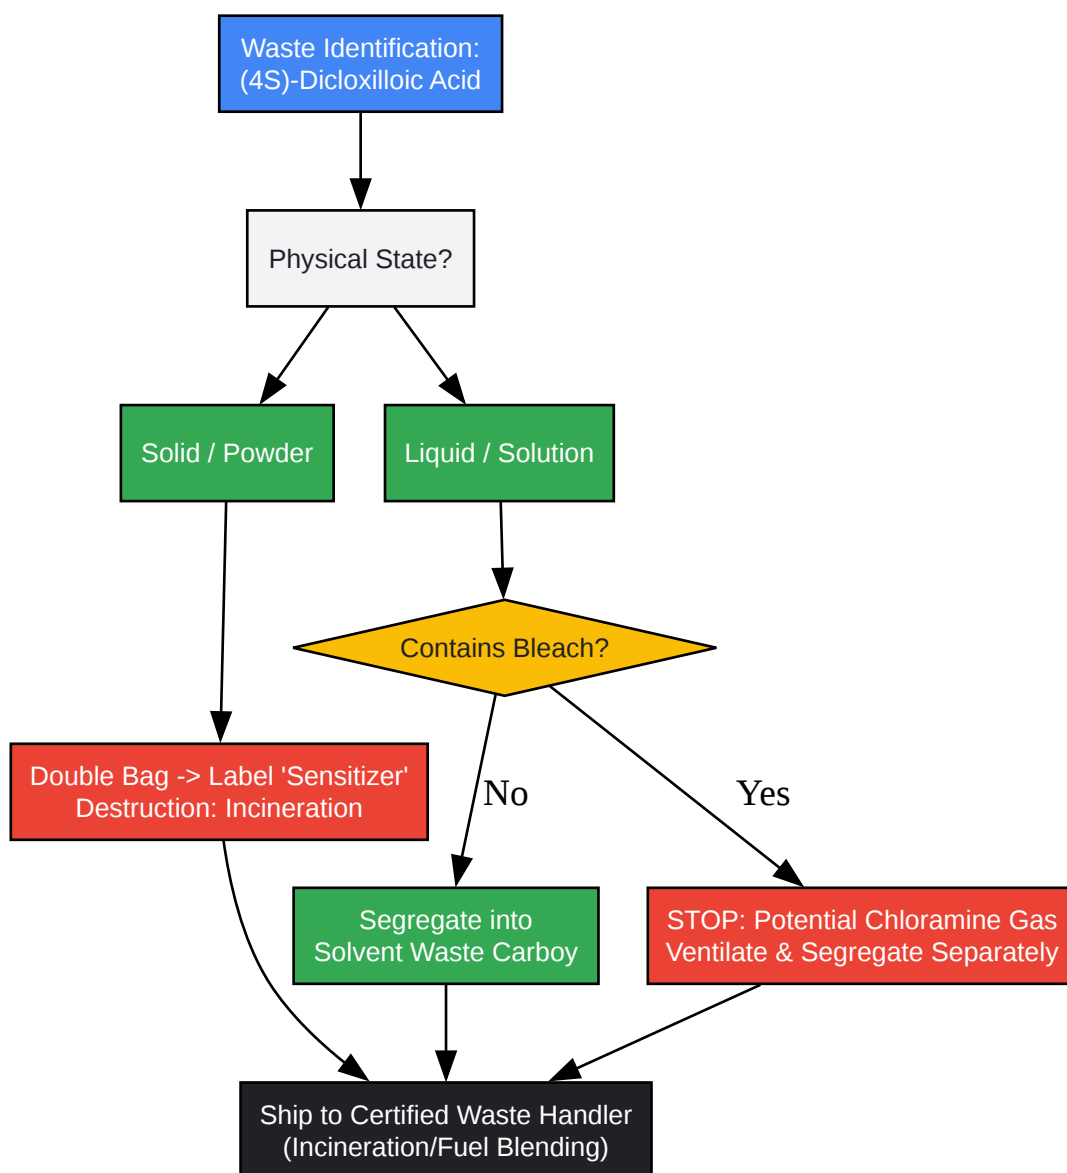 Waste Identification:
(4S)-Dicloxilloic Acid
Physical State?
Solid / Powder
Liquid / Solution
Contains Bleach?
Double Bag -> Label 'Sensitizer'
Destruction: Incineration
No
Yes
Segregate into
Solvent Waste Carboy
STOP: Potential Chloramine Gas
Ventilate & Segregate Separately
Ship to Certified Waste Handler
(Incineration/Fuel Blending)